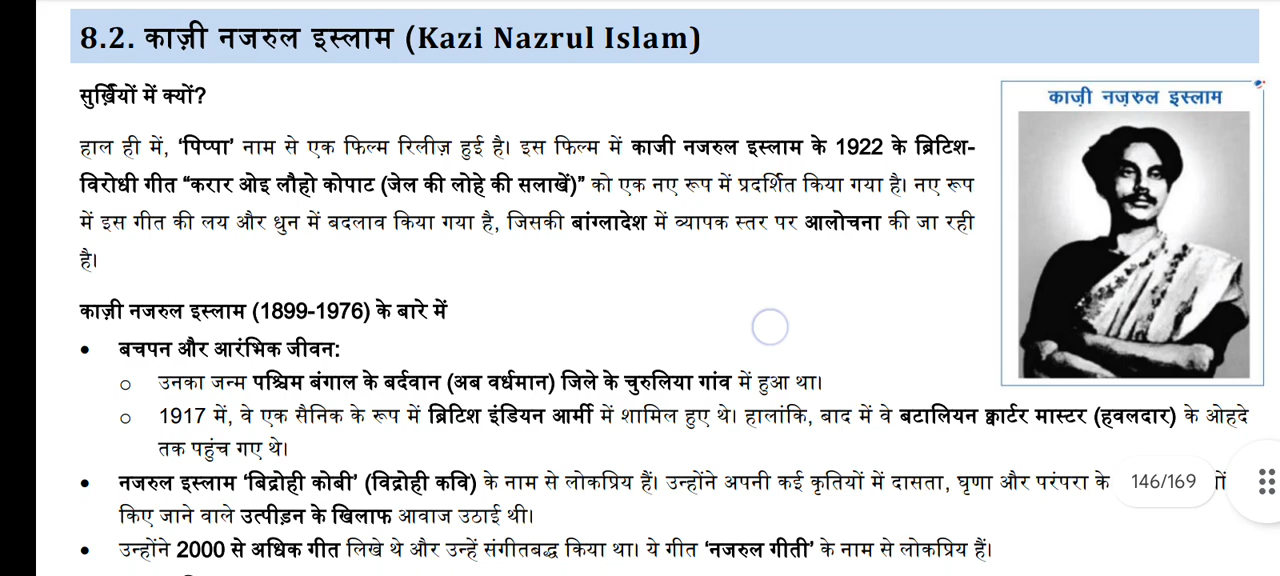 8.2. काज़ी नजरुल इस्लाम (Kazi Nazrul Islam)
सुर्ख़ियों में क्यों?
काज़ी नज़रुल इस्लाम
हाल ही में, ‘पिप्पा’ नाम से एक फिल्म रिलीज़ हुई है। इस फिल्म में काजी नजरुल इस्लाम के 1922 के ब्रिटिश-
विरोधी गीत “करार ओइ लौहो कोपाट (जेल की लोहे की सलाखें)” को एक नए रूप में प्रदर्शित किया गया है। नए रूप
में इस गीत की लय और धुन में बदलाव किया गया है, जिसकी बांग्लादेश में व्यापक स्तर पर आलोचना की जा रही
है।
काज़ी नजरुल इस्लाम (1899-1976) के बारे में
• बचपन और आरंभिक जीवन:
o उनका जन्म पश्चिम बंगाल के बर्दवान (अब वर्धमान) जिले के चुरुलिया गांव में हुआ था।
o 1917 में, वे एक सैनिक के रूप में ब्रिटिश इंडियन आर्मी में शामिल हुए थे। हालांकि, बाद में वे बटालियन क्वार्टर मास्टर (हवलदार) के ओहदे
तक पहुंच गए थे।
• नजरुल इस्लाम ‘बिद्रोही कोबी’ (विद्रोही कवि) के नाम से लोकप्रिय हैं। उन्होंने अपनी कई कृतियों में दासता, घृणा और परंपरा के
146/169
किए जाने वाले उत्पीड़न के खिलाफ आवाज उठाई थी।
• उन्होंने 2000 से अधिक गीत लिखे थे और उन्हें संगीतबद्ध किया था। ये गीत ‘नजरुल गीती’ के नाम से लोकप्रिय हैं।